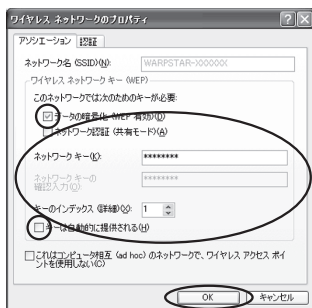 ワイヤレス ネットワークのプロパティ
アソシエーション 認証
ネットワーク名 (SSID)(N): WARPSTAR-XXXXXX
ワイヤレス ネットワーク キー (WEP)
このネットワークでは次のためのキーが必要:
データの暗号化 (WEP 有効)(D)
ネットワーク認証 (共有モード)(A)
ネットワーク キー(K): ********
ネットワーク キーの確認入力(O): ********
キーのインデックス (詳細)(X): 1
キーは自動的に提供される(H)
これはコンピュータ相互 (ad hoc) のネットワークで、ワイヤレス アクセス ポイ
ントを使用しない(C)
OK キャンセル